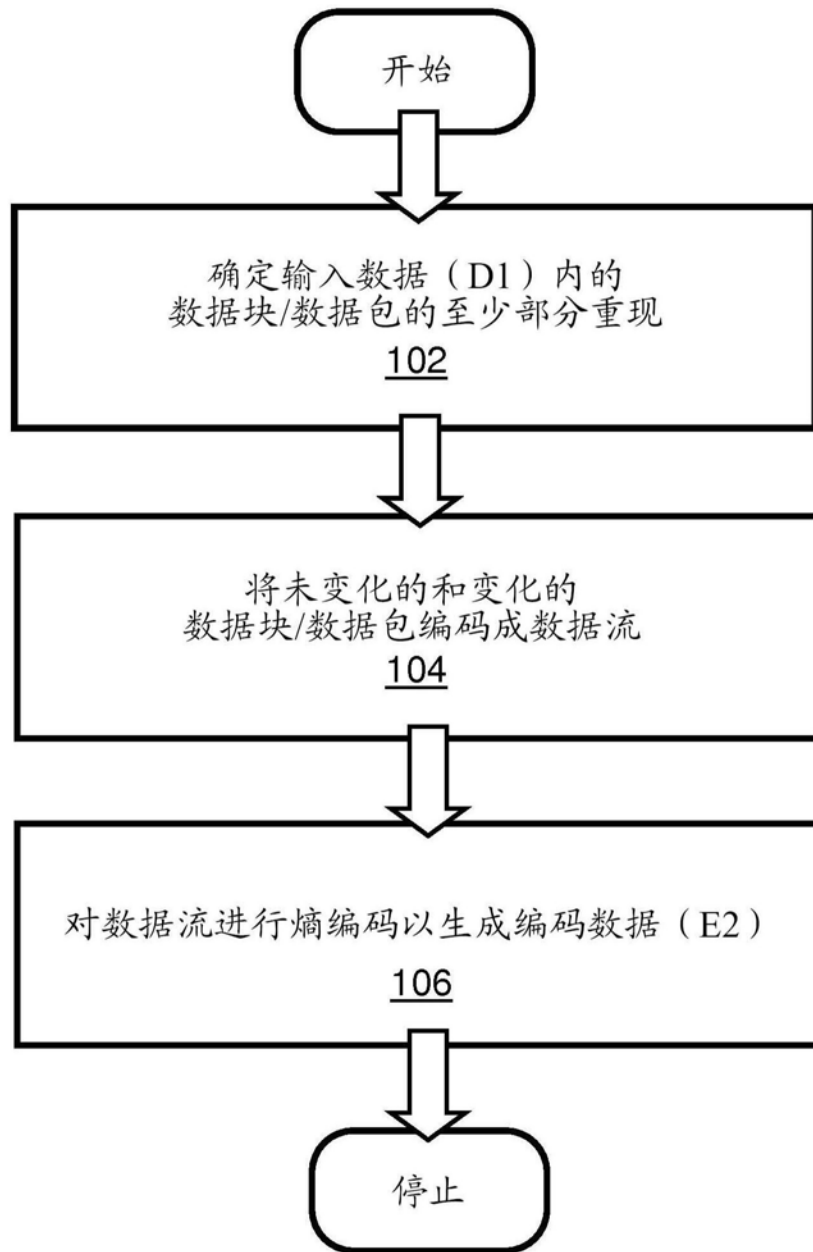 开始
确定输入数据（D1）内的
数据块/数据包的至少部分重现
102
将未变化的和变化的
数据块/数据包编码成数据流
104
对数据流进行熵编码以生成编码数据（E2）
106
停止